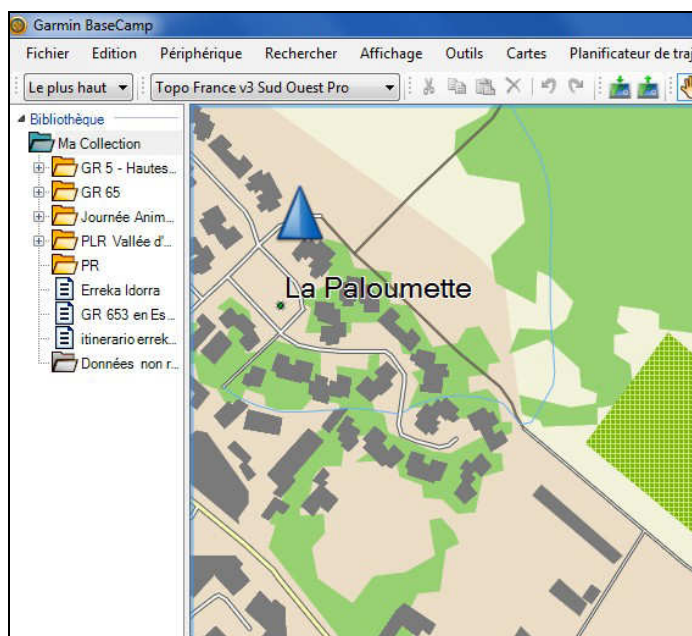 Garmin BaseCamp
Fichier Edition Périphérique Rechercher Affichage Outils Cartes Planificateur de traj
Le plus haut Topo France v3 Sud Ouest Pro
Bibliothèque
Ma Collection
GR 5 - Hautes...
GR 65
Journée Anim...
PLR Vallée d'...
PR
Erreka Idorra
GR 653 en Es...
itinerario errek...
Données non r...
La Paloumette